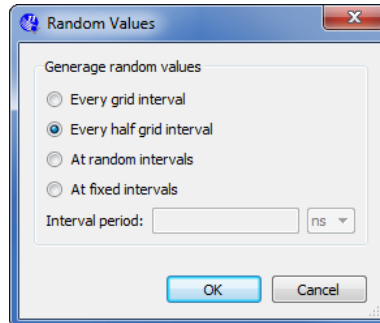 Random Values
Generage random values
Every grid interval
Every half grid interval
At random intervals
At fixed intervals
Interval period: ns
OK Cancel